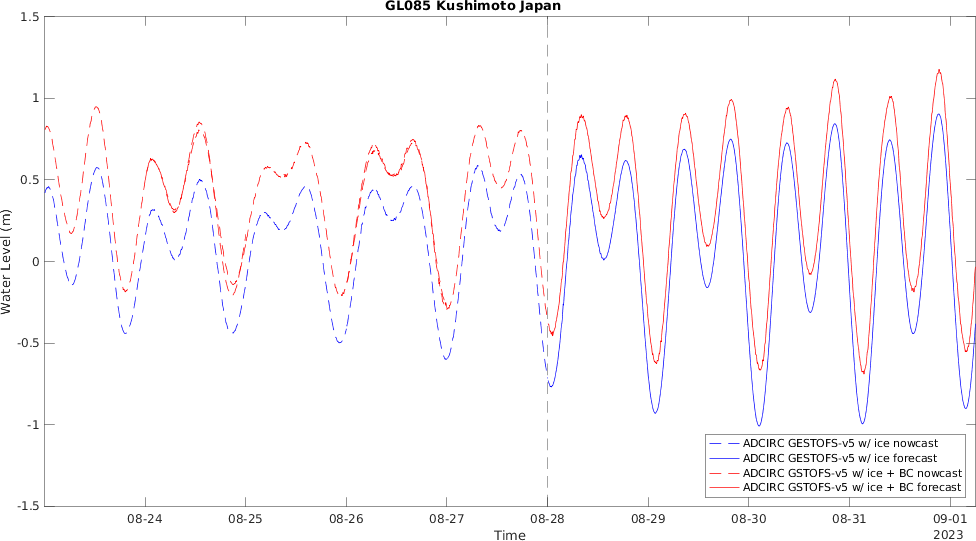 GL085 Kushimoto Japan
1.5
1
0.5
0
-0.5
-1
-1.5
Water Level (m)
08-24
08-25
08-26
08-27
08-28
08-29
08-30
08-31
09-01
2023
Time
ADCIRC GESTOFS-v5 w/ ice nowcast
ADCIRC GESTOFS-v5 w/ ice forecast
ADCIRC GSTOFS-v5 w/ ice + BC nowcast
ADCIRC GSTOFS-v5 w/ ice + BC forecast